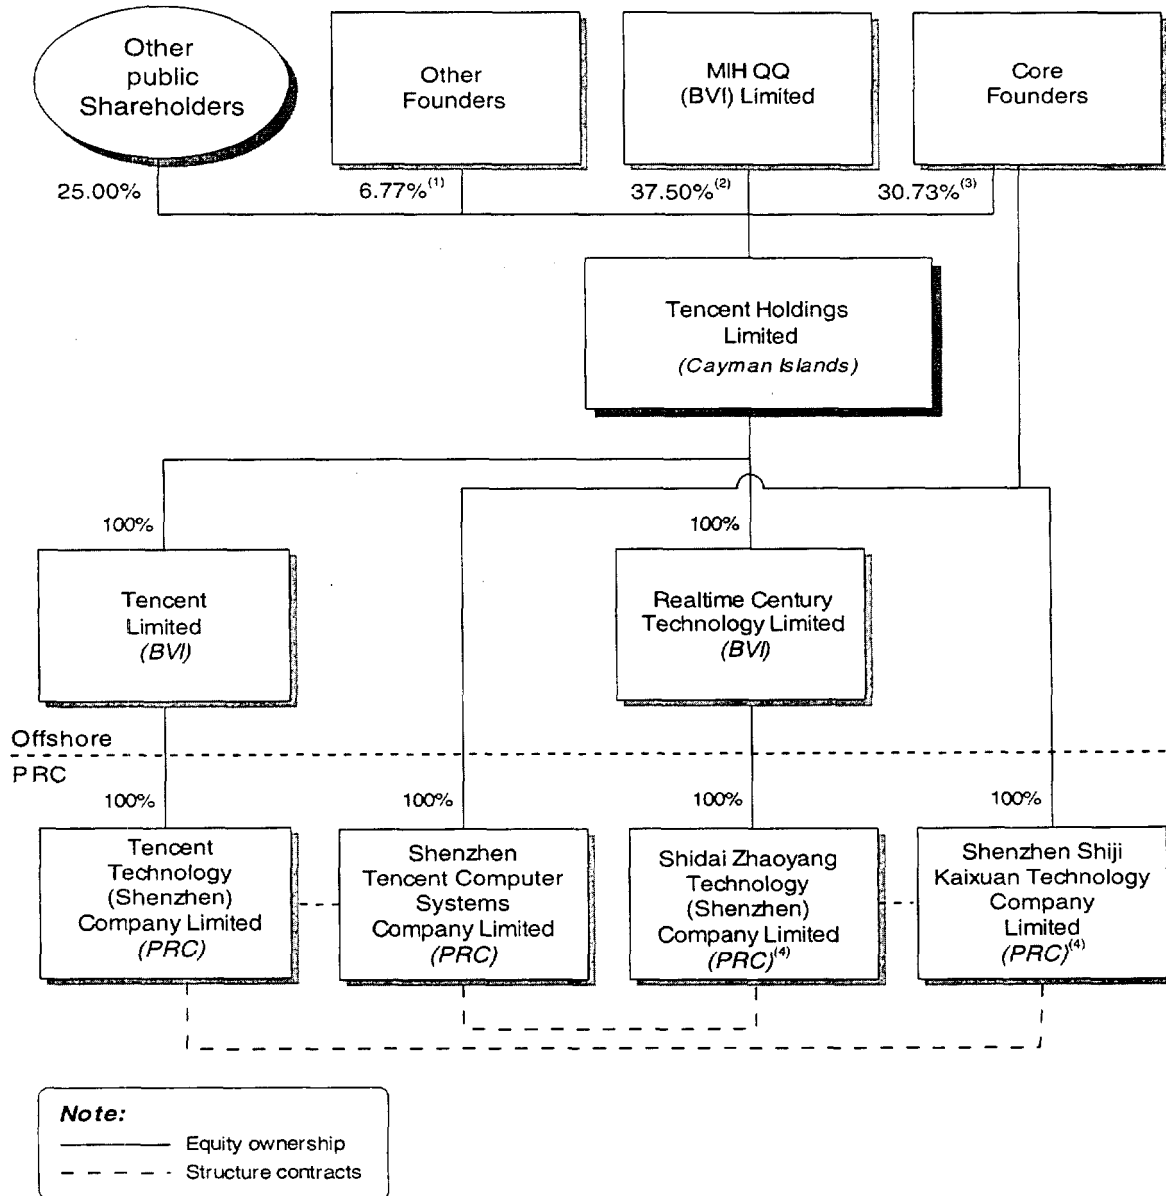 Other
public
Shareholders
Other
Founders
MIH QQ
(BVI) Limited
Core
Founders
25.00%
6.77%(1)
37.50%(2)
30.73%(3)
Tencent Holdings
Limited
(Cayman Islands)
100%
100%
Tencent
Limited
(BVI)
Realtime Century
Technology Limited
(BVI)
Offshore
PRC
100%
100%
100%
100%
Tencent
Technology
(Shenzhen)
Company Limited
(PRC)
Shenzhen
Tencent Computer
Systems
Company Limited
(PRC)
Shidai Zhaoyang
Technology
(Shenzhen)
Company Limited
(PRC)(4)
Shenzhen Shiji
Kaixuan Technology
Company
Limited
(PRC)(4)
Note:
Equity ownership
Structure contracts